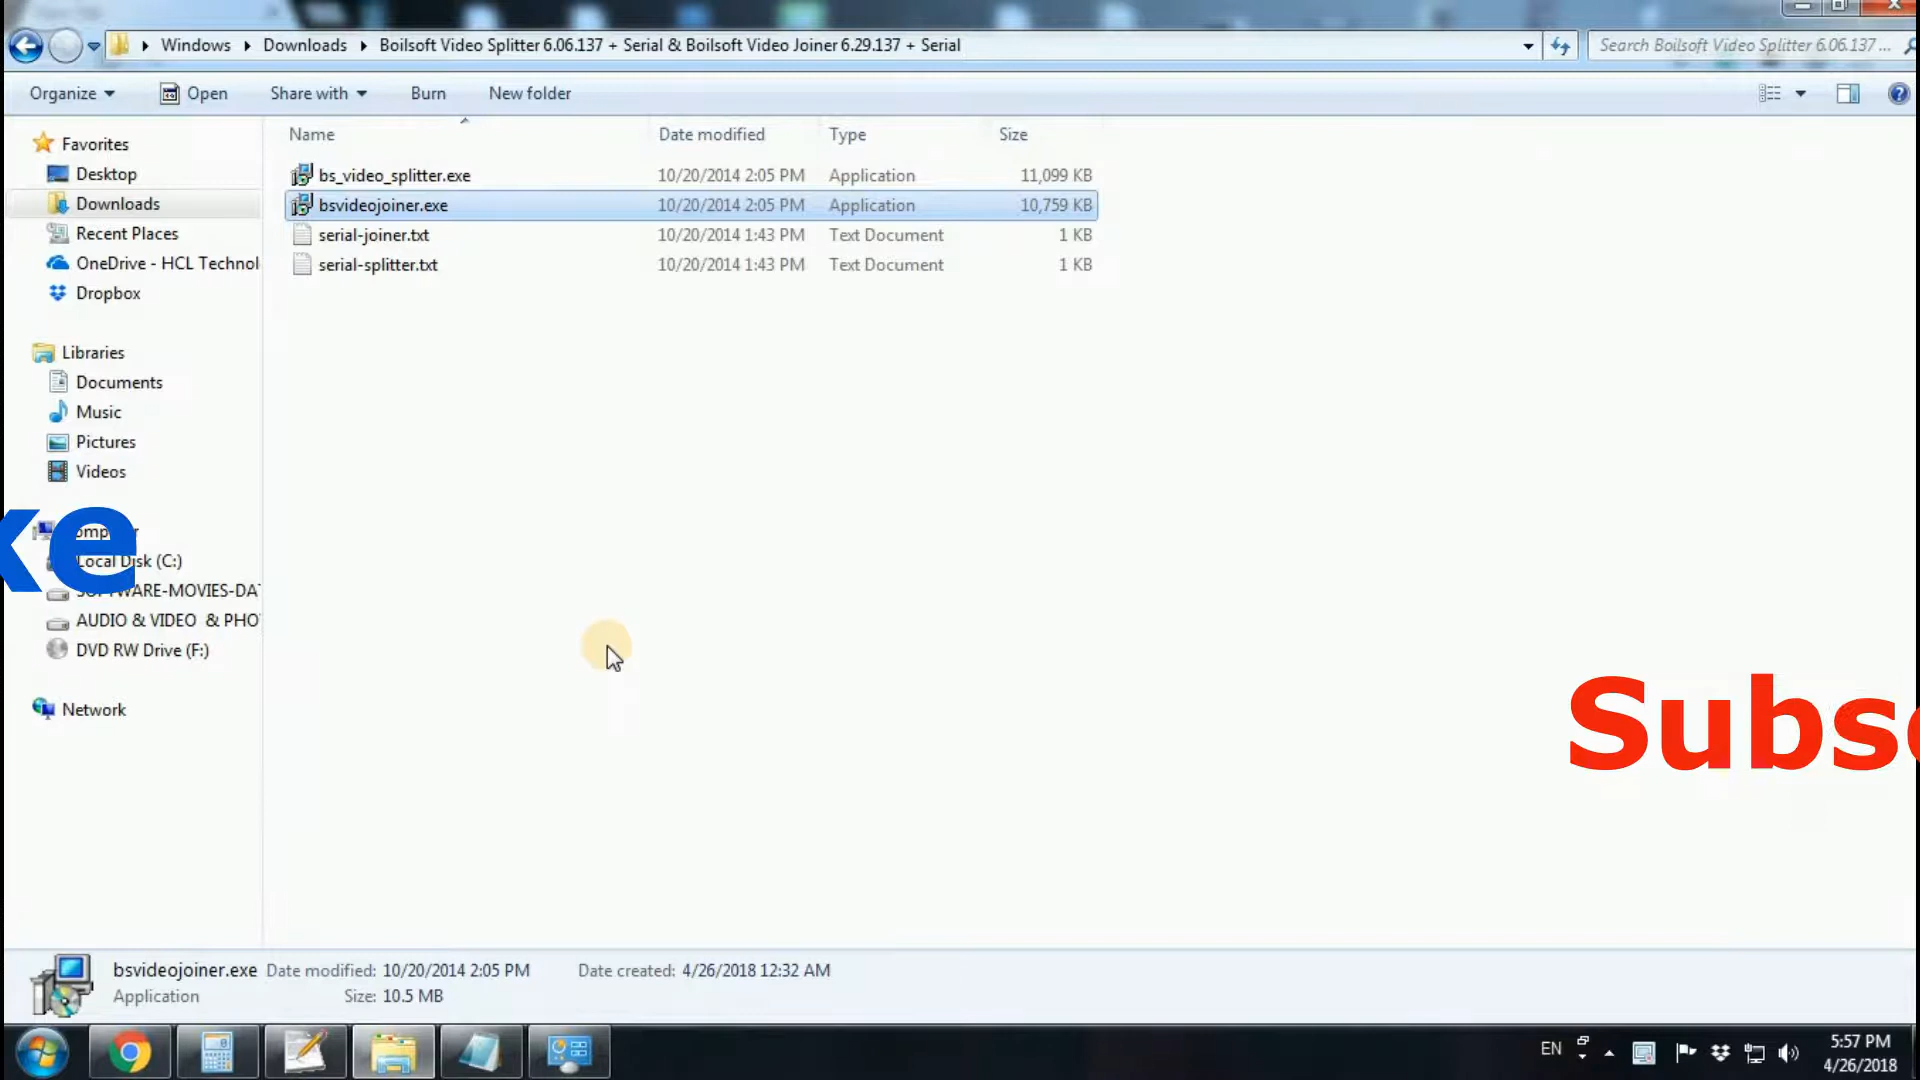 Windows Downloads Boilsoft Video Splitter 6.06.137 + Serial & Boilsoft Video Joiner 6.29.137 + Serial Search Boilsoft Video Splitter 6.06.137 ...
Organize Open Share with Burn New folder
Name Date modified Type Size
Favorites
Desktop
Downloads
Recent Places
OneDrive - HCL Technol
Dropbox
Libraries
Documents
Music
Pictures
Videos
Local Disk (C:)
SOFTWARE-MOVIES-DA
AUDIO & VIDEO & PHO
DVD RW Drive (F:)
Network
bs_video_splitter.exe 10/20/2014 2:05 PM Application 11,099 KB
bsvideojoiner.exe 10/20/2014 2:05 PM Application 10,759 KB
serial-joiner.txt 10/20/2014 1:43 PM Text Document 1 KB
serial-splitter.txt 10/20/2014 1:43 PM Text Document 1 KB
ke
Subs
bsvideojoiner.exe Date modified: 10/20/2014 2:05 PM Date created: 4/26/2018 12:32 AM
Application Size: 10.5 MB
EN
5:57 PM
4/26/2018